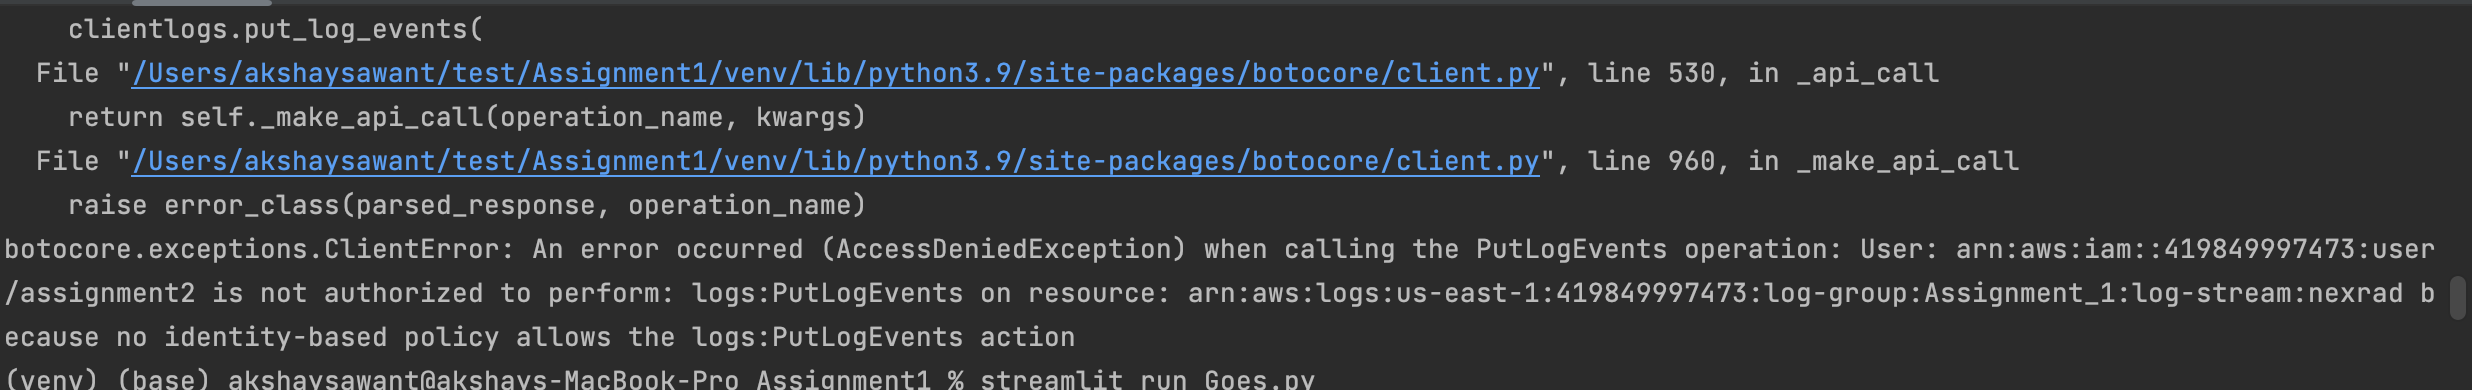 clientlogs.put_log_events(
File "/Users/akshaysawant/test/Assignment1/venv/lib/python3.9/site-packages/botocore/client.py", line 530, in _api_call
return self._make_api_call(operation_name, kwargs)
File "/Users/akshaysawant/test/Assignment1/venv/lib/python3.9/site-packages/botocore/client.py", line 960, in _make_api_call
raise error_class(parsed_response, operation_name)
botocore.exceptions.ClientError: An error occurred (AccessDeniedException) when calling the PutLogEvents operation: User: arn:aws:iam::419849997473:user
/assignment2 is not authorized to perform: logs:PutLogEvents on resource: arn:aws:logs:us-east-1:419849997473:log-group:Assignment_1:log-stream:nexrad b
ecause no identity-based policy allows the logs:PutLogEvents action
(venv) (base) akshaysawant@akshays-MacBook-Pro Assignment1 % streamlit run Goes.py